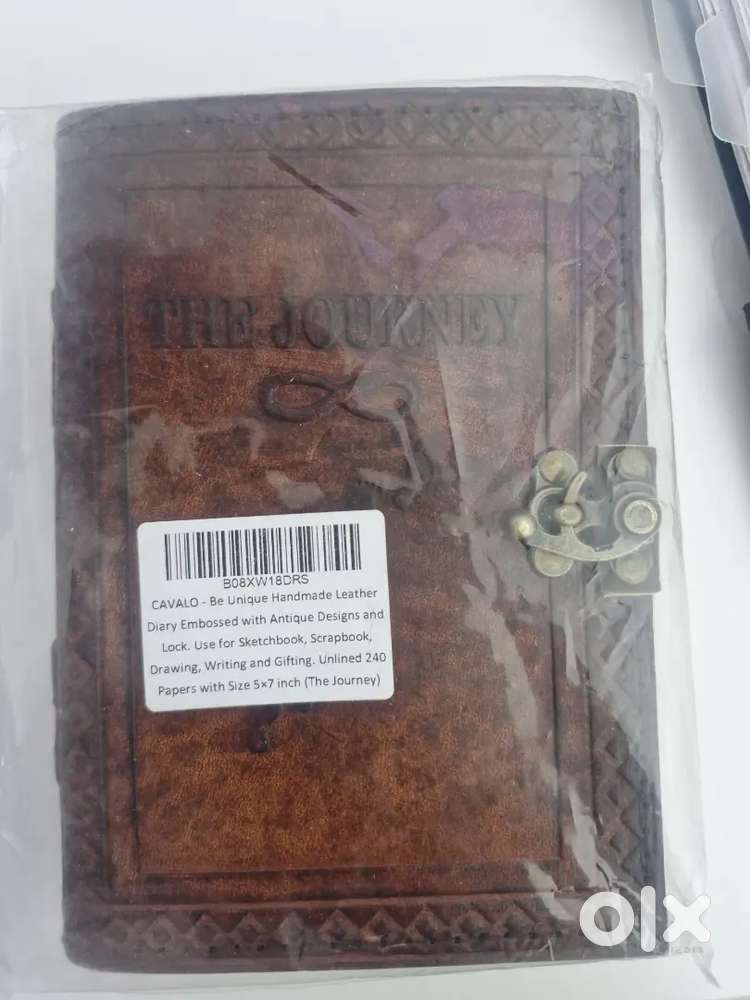 THE JOURNEY
B08XW18DRS
CAVALO - Be Unique Handmade Leather
Diary Embossed with Antique Designs and
Lock. Use for Sketchbook, Scrapbook,
Drawing, Writing and Gifting. Unlined 240
Papers with Size 5×7 inch (The Journey)
olx